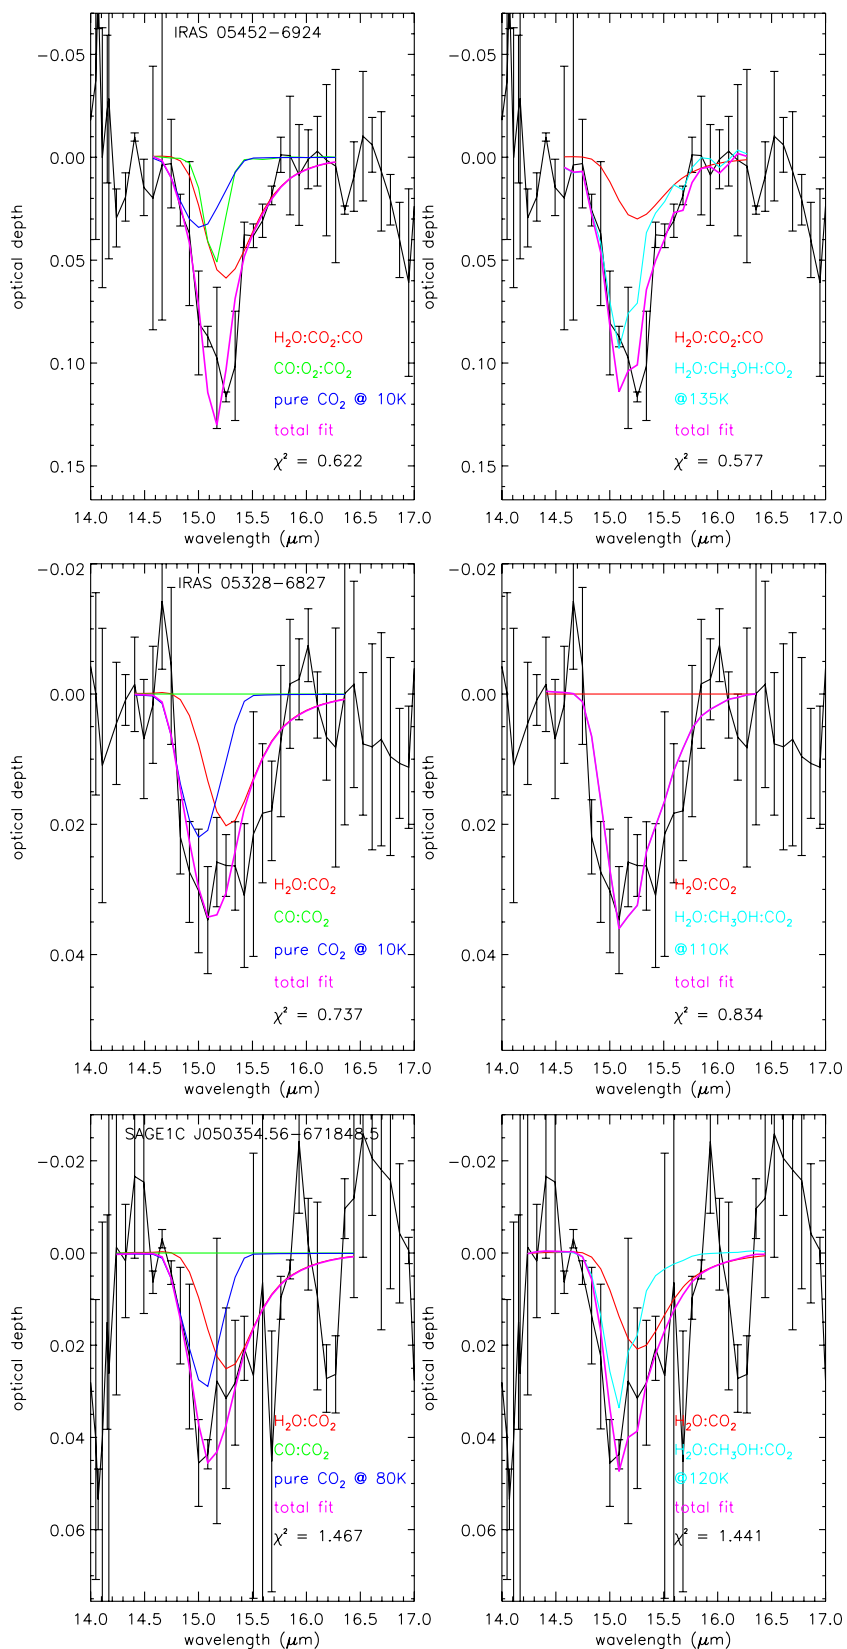 IRAS 05452-6924
−0.05
0.00
0.05
0.10
0.15
optical depth
H₂O:CO₂:CO
CO:O₂:CO₂
pure CO₂ @ 10K
total fit
χ² = 0.622
14.0 14.5 15.0 15.5 16.0 16.5 17.0
wavelength (μm)
−0.05
0.00
0.05
0.10
0.15
optical depth
H₂O:CO₂:CO
H₂O:CH₃OH:CO₂
@135K
total fit
χ² = 0.577
14.0 14.5 15.0 15.5 16.0 16.5 17.0
wavelength (μm)
IRAS 05328-6827
−0.02
0.00
0.02
0.04
optical depth
H₂O:CO₂
CO:CO₂
pure CO₂ @ 10K
total fit
χ² = 0.737
14.0 14.5 15.0 15.5 16.0 16.5 17.0
wavelength (μm)
−0.02
0.00
0.02
0.04
optical depth
H₂O:CO₂
H₂O:CH₃OH:CO₂
@110K
total fit
χ² = 0.834
14.0 14.5 15.0 15.5 16.0 16.5 17.0
wavelength (μm)
SAGE1C J050354.56-671848.5
−0.02
0.00
0.02
0.04
0.06
optical depth
H₂O:CO₂
CO:CO₂
pure CO₂ @ 80K
total fit
χ² = 1.467
14.0 14.5 15.0 15.5 16.0 16.5 17.0
wavelength (μm)
−0.02
0.00
0.02
0.04
0.06
optical depth
H₂O:CO₂
H₂O:CH₃OH:CO₂
@120K
total fit
χ² = 1.441
14.0 14.5 15.0 15.5 16.0 16.5 17.0
wavelength (μm)